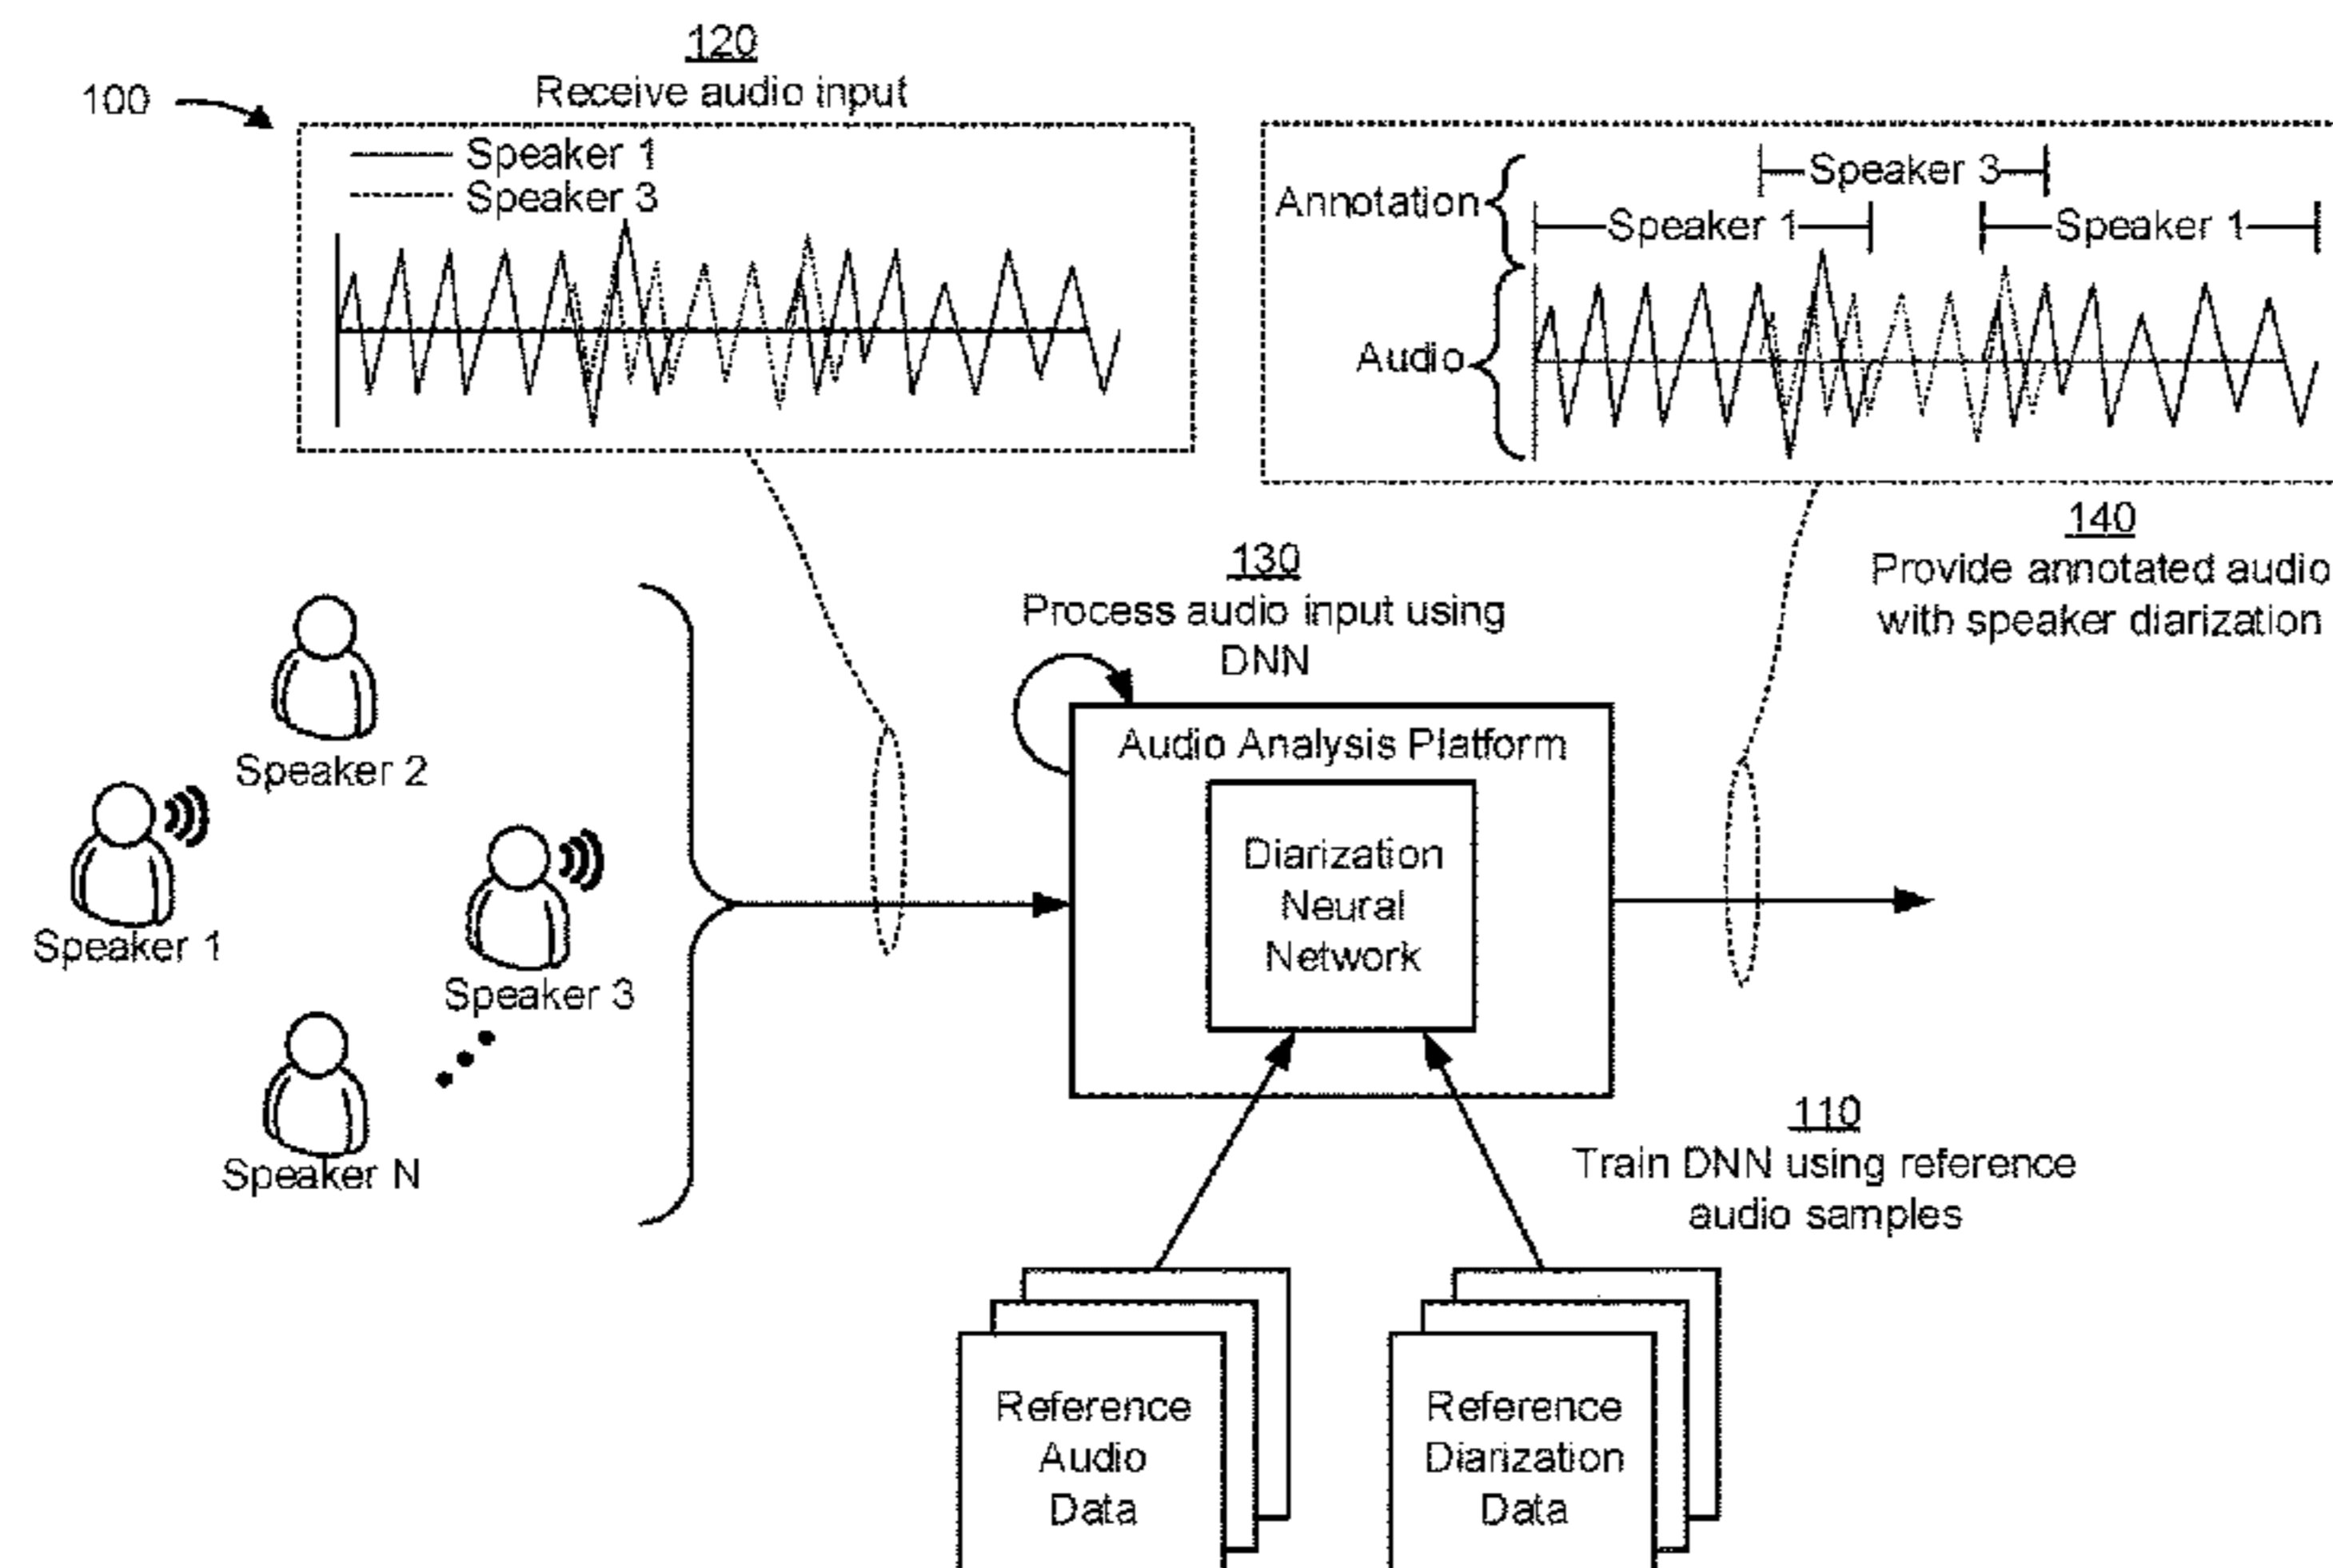 120
Receive audio input
100
Speaker 1
Speaker 3
Annotation
Speaker 3
Speaker 1
Speaker 1
Audio
140
Provide annotated audio
with speaker diarization
130
Process audio input using
DNN
Speaker 2
Speaker 1
Speaker 3
Speaker N
Audio Analysis Platform
Diarization
Neural
Network
110
Train DNN using reference
audio samples
Reference
Audio
Data
Reference
Diarization
Data